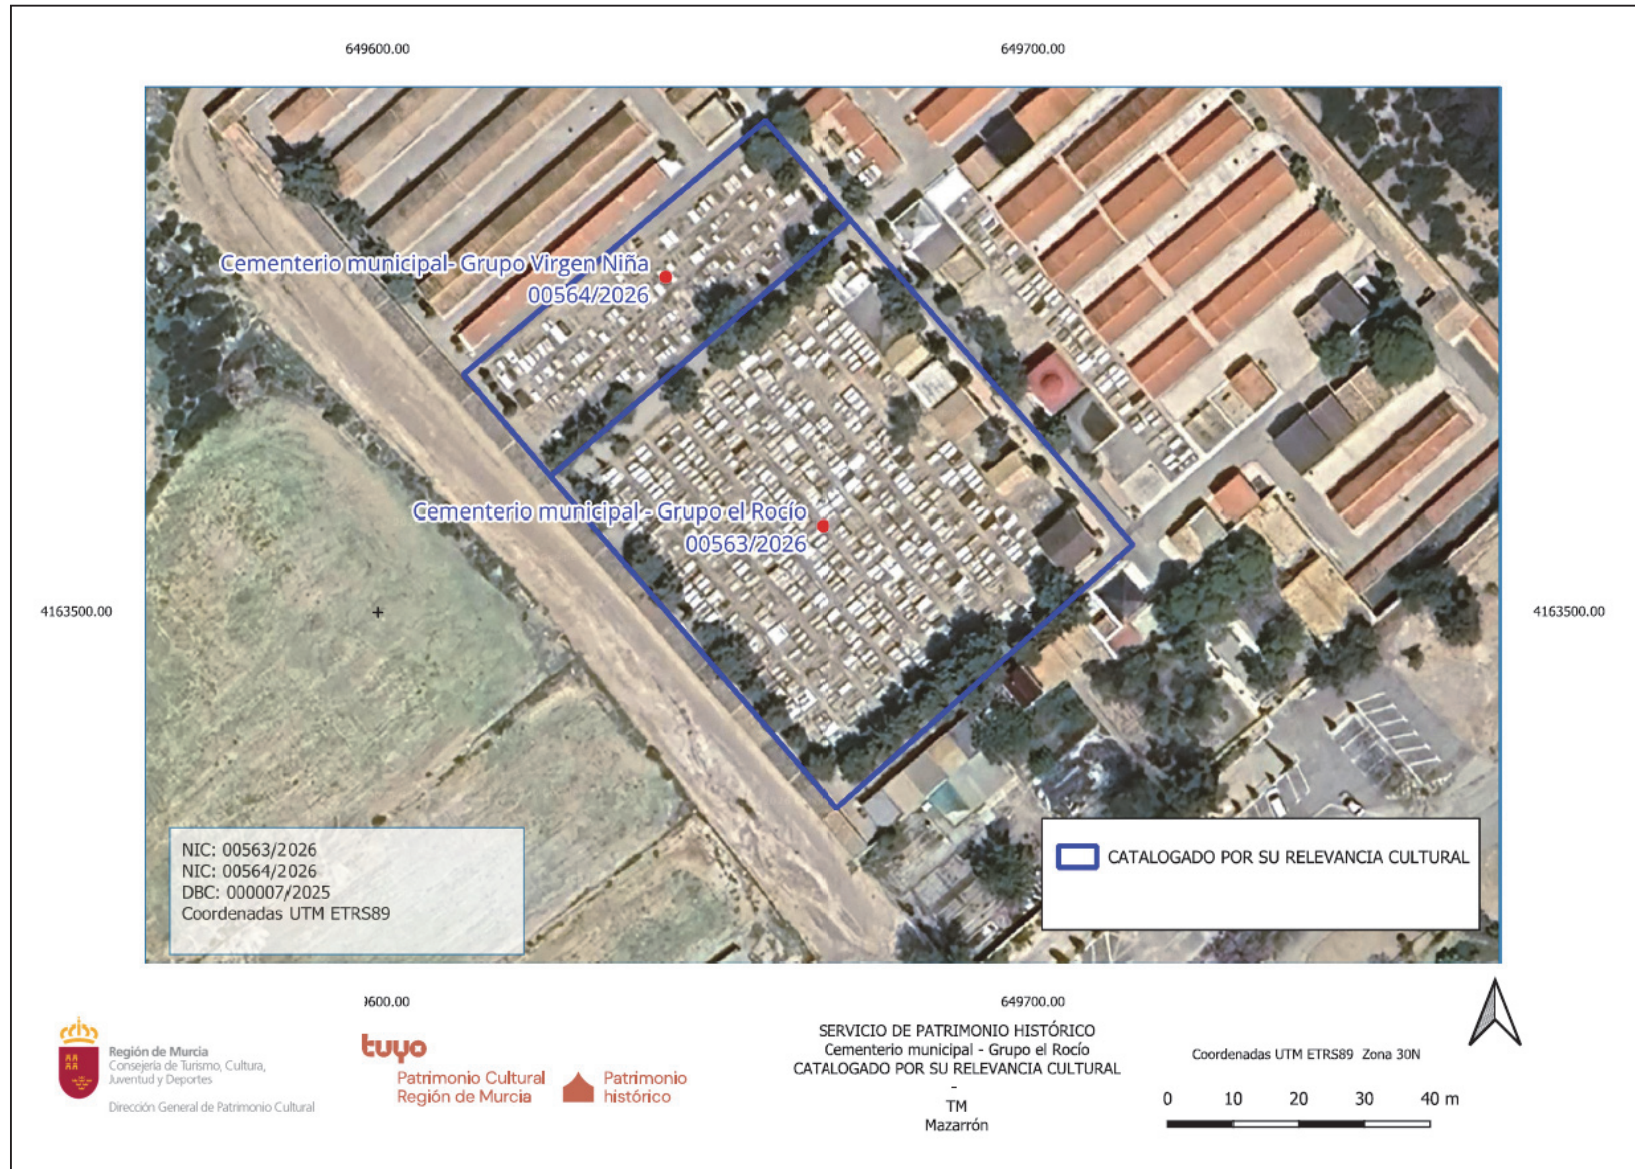 649600.00
649700.00
Cementerio municipal- Grupo Virgen Niña
00564/2026
Cementerio municipal - Grupo el Rocío
00563/2026
4163500.00
4163500.00
NIC: 00563/2026
NIC: 00564/2026
DBC: 000007/2025
Coordenadas UTM ETRS89
CATALOGADO POR SU RELEVANCIA CULTURAL
9600.00
649700.00
Región de Murcia
Consejería de Turismo, Cultura,
Juventud y Deportes
Dirección General de Patrimonio Cultural
tuyo
Patrimonio Cultural
Región de Murcia
Patrimonio
histórico
SERVICIO DE PATRIMONIO HISTÓRICO
Cementerio municipal - Grupo el Rocío
CATALOGADO POR SU RELEVANCIA CULTURAL
-
TM
Mazarrón
Coordenadas UTM ETRS89 Zona 30N
0 10 20 30 40 m